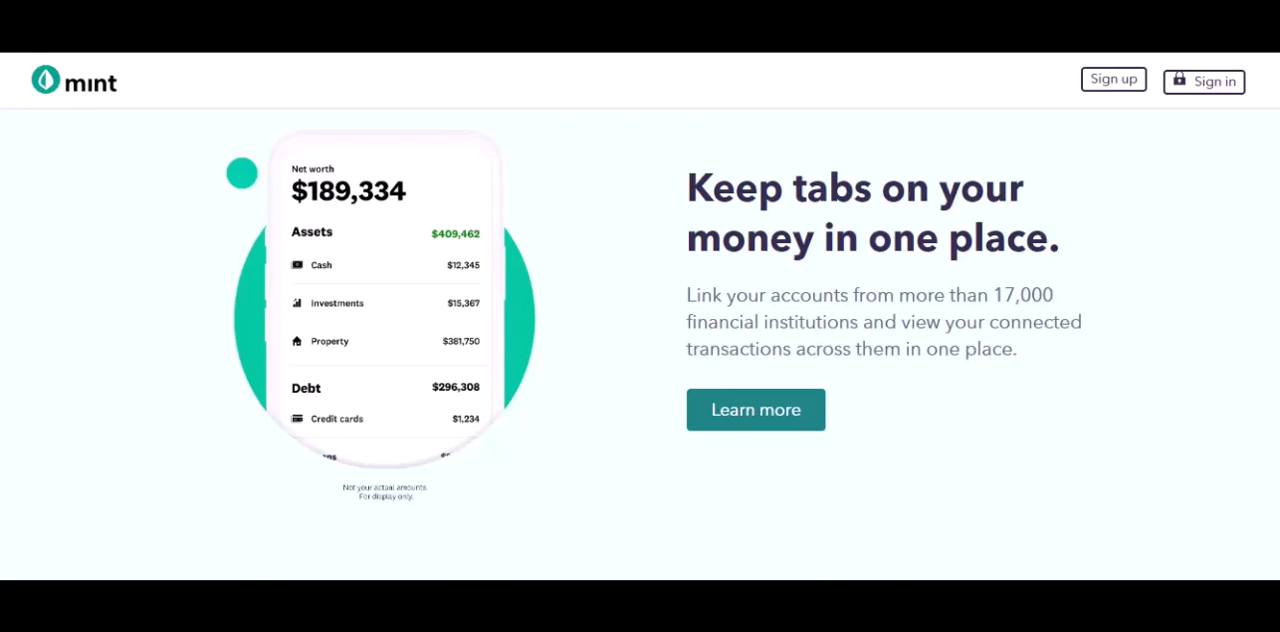 mint
Sign up
Sign in
Net worth
$189,334
Assets $409,462
Cash $12,345
Investments $15,367
Property $381,750
Debt $296,308
Credit cards $1,234
Not your actual amounts.
For display only.
Keep tabs on your
money in one place.
Link your accounts from more than 17,000
financial institutions and view your connected
transactions across them in one place.
Learn more